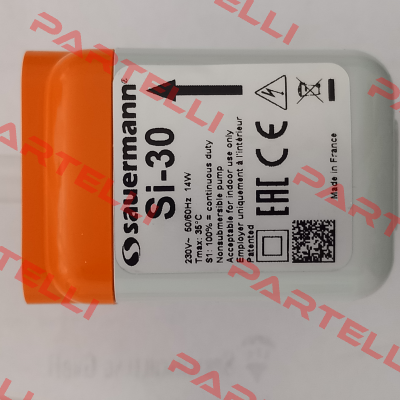 sauermann®
Si-30
230V~ 50/60Hz 14W
Tmax: 35°C
S1: 100% = continuous duty
Nonsubmersible pump
Acceptable for indoor use only
Employer uniquement à l'intérieur
Patented
EAC CE
Made in France
PARTELLI
PARTELLI
PARTELLI
PARTELLI
PARTELLI